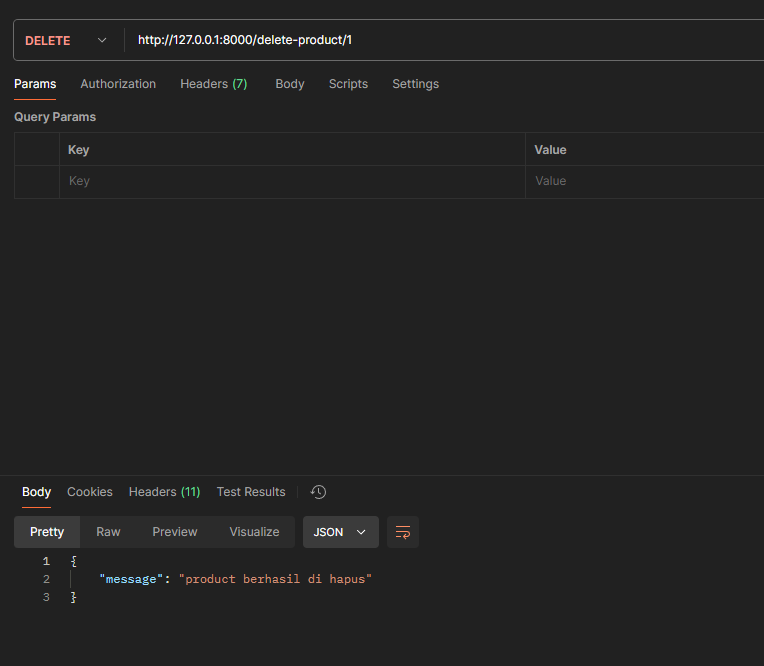 DELETE http://127.0.0.1:8000/delete-product/1
Params Authorization Headers (7) Body Scripts Settings
Query Params
Key Value
Key Value
Body Cookies Headers (11) Test Results
Pretty Raw Preview Visualize JSON
1 {
2 "message": "product berhasil di hapus"
3 }